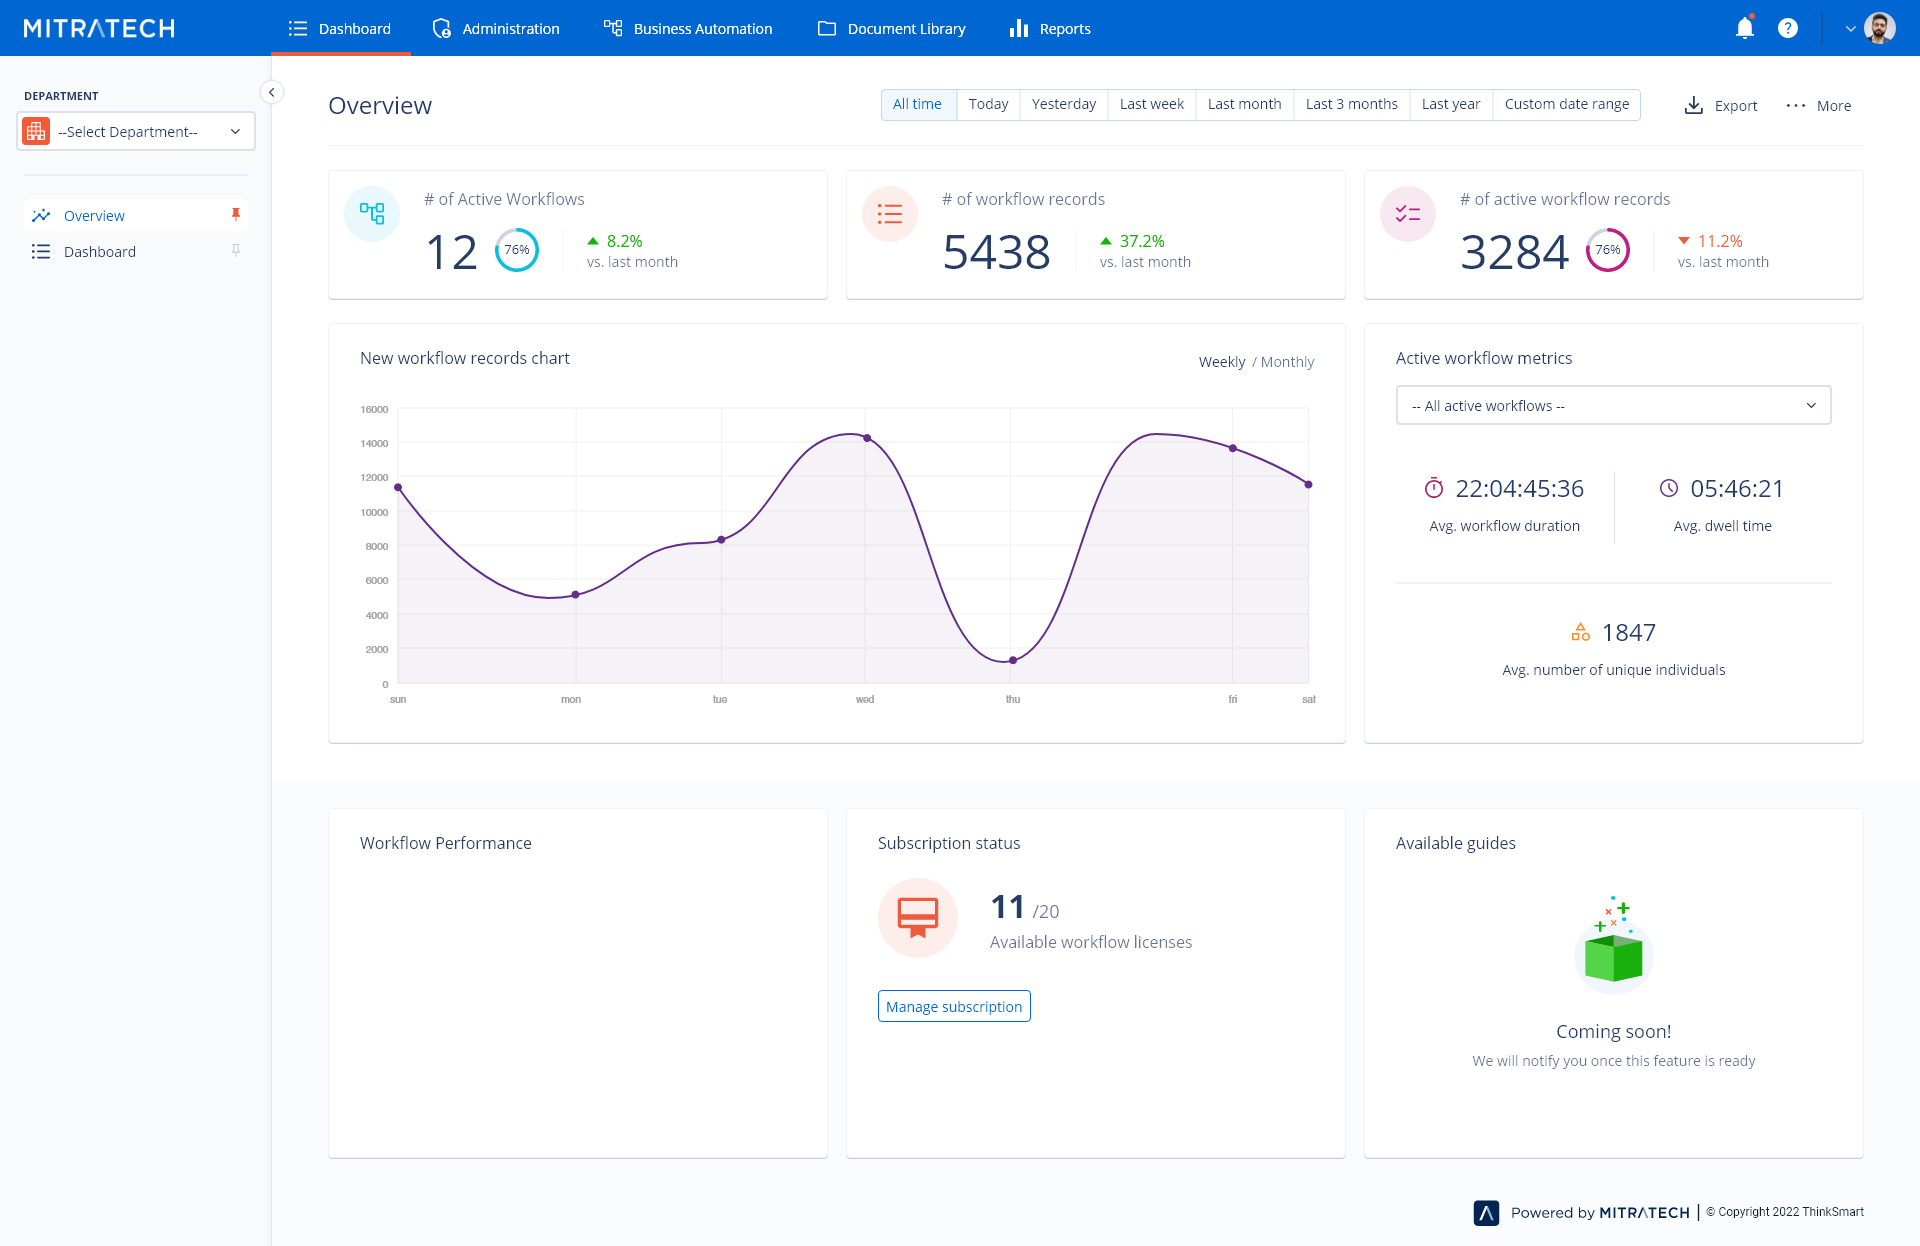 MITRATECH
Dashboard
Administration
Business Automation
Document Library
Reports
DEPARTMENT
--Select Department--
Overview
Dashboard
Overview
All time
Today
Yesterday
Last week
Last month
Last 3 months
Last year
Custom date range
Export
More
# of Active Workflows
12
76%
8.2%
vs. last month
# of workflow records
5438
37.2%
vs. last month
# of active workflow records
3284
76%
11.2%
vs. last month
New workflow records chart
Weekly / Monthly
16000
14000
12000
10000
8000
6000
4000
2000
0
sun
mon
tue
wed
thu
fri
sat
Active workflow metrics
-- All active workflows --
22:04:45:36
Avg. workflow duration
05:46:21
Avg. dwell time
1847
Avg. number of unique individuals
Workflow Performance
Subscription status
11 /20
Available workflow licenses
Manage subscription
Available guides
Coming soon!
We will notify you once this feature is ready
Powered by MITRATECH | © Copyright 2022 ThinkSmart